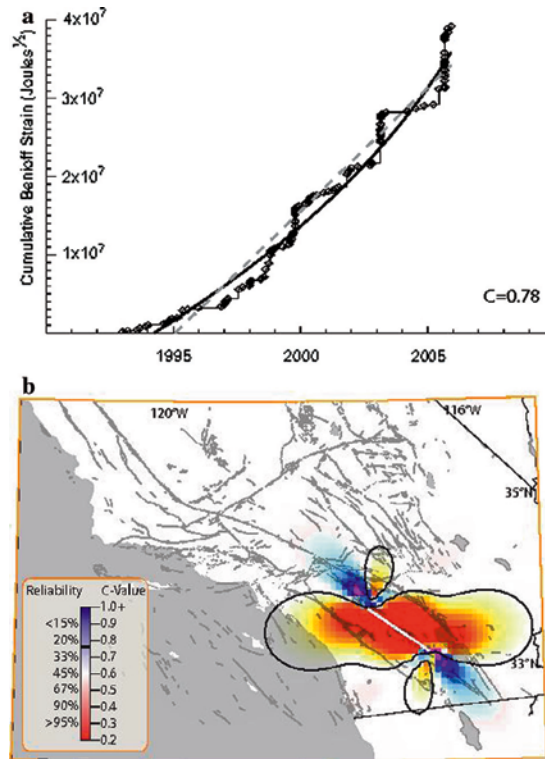 a
Cumulative Benioff Strain (Joules^½)
4x10⁷
3x10⁷
2x10⁷
1x10⁷
C=0.78
1995 2000 2005
b
120°W 116°W
35°N
33°N
Reliability C-Value
1.0+
<15% 0.9
20% 0.8
33% 0.7
45% 0.6
67% 0.5
90% 0.4
>95% 0.3
0.2